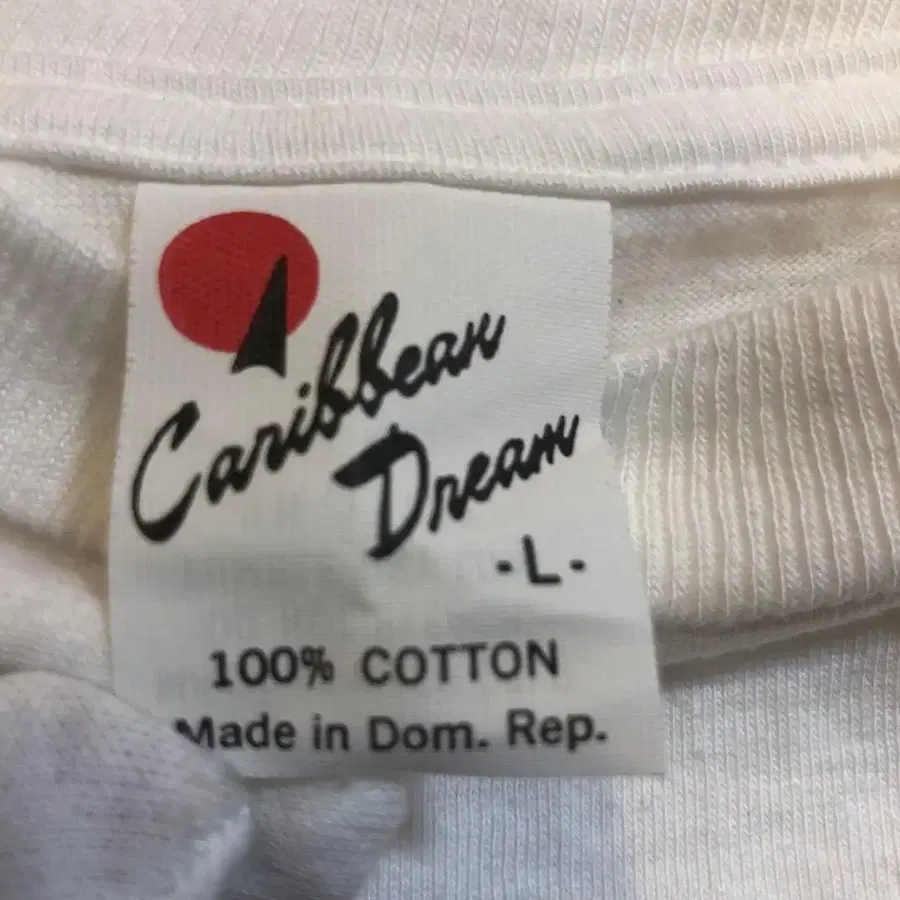 Caribbean
Dream
·L·
100% COTTON
Made in Dom. Rep.